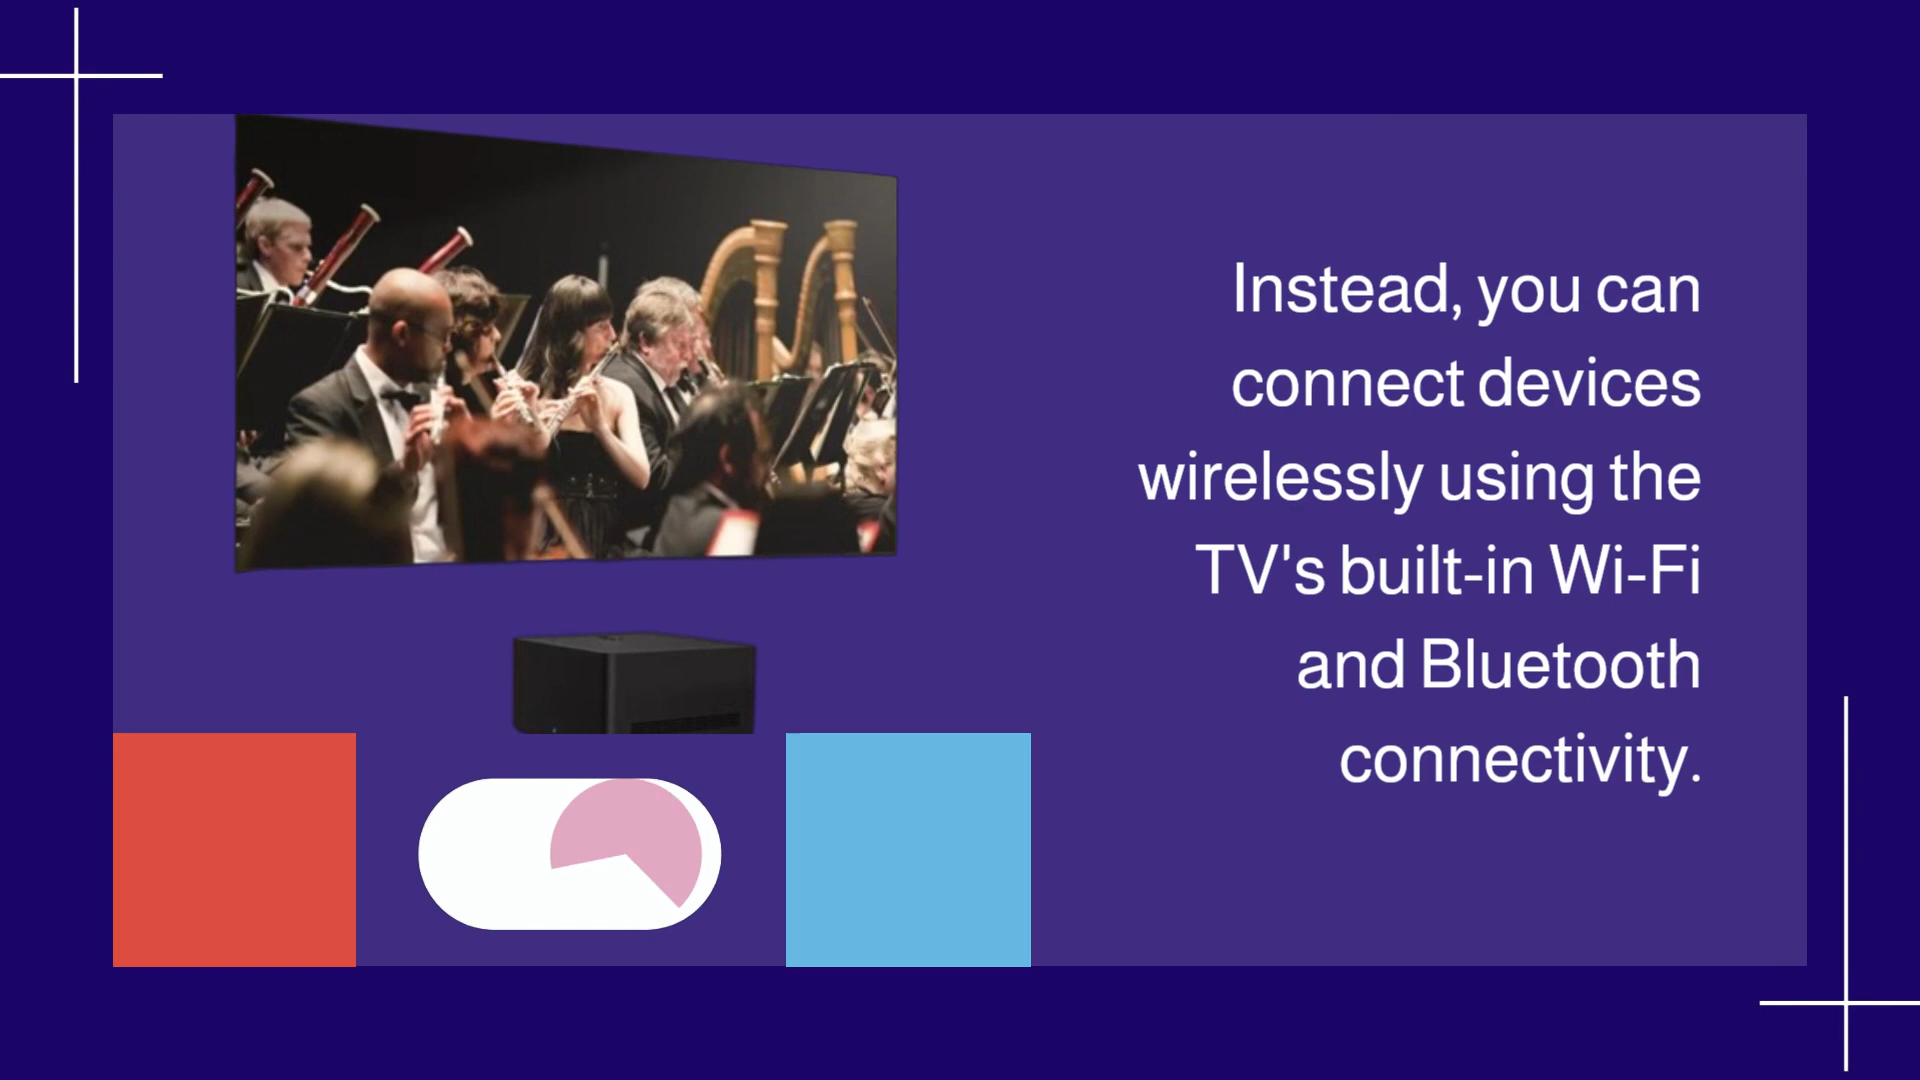 Instead, you can
connect devices
wirelessly using the
TV's built-in Wi-Fi
and Bluetooth
connectivity.